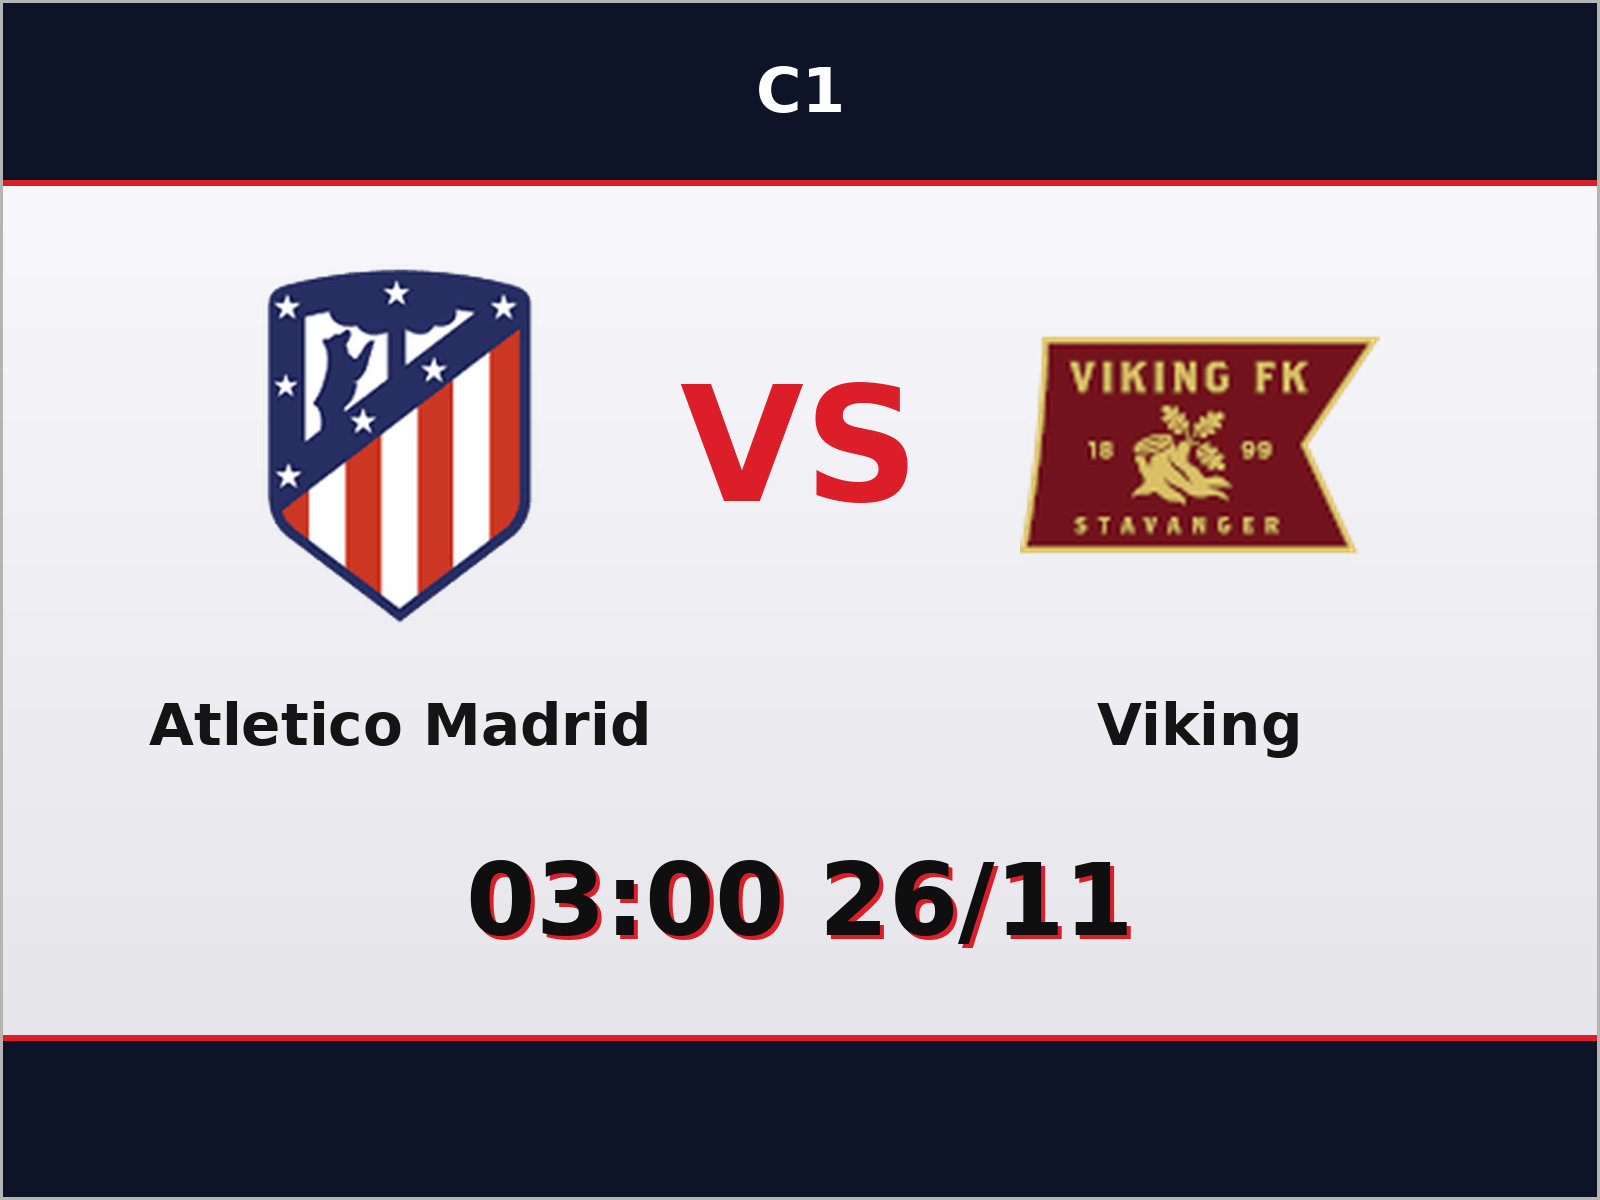 C1
VS
VIKING FK
18 99
STAVANGER
Atletico Madrid
Viking
03:00 26/11